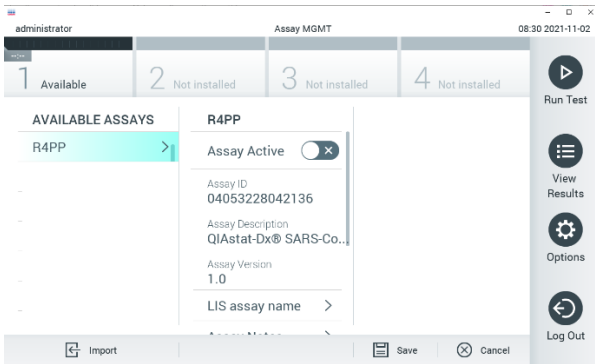 administrator Assay MGMT 08:30 2021-11-02
1 Available 2 Not installed 3 Not installed 4 Not installed
Run Test
AVAILABLE ASSAYS R4PP
R4PP Assay Active
View
Results
Assay ID
04053228042136
Assay Description
QIAstat-Dx® SARS-Co...
Options
Assay Version
1.0
LIS assay name
Log Out
Import Save Cancel